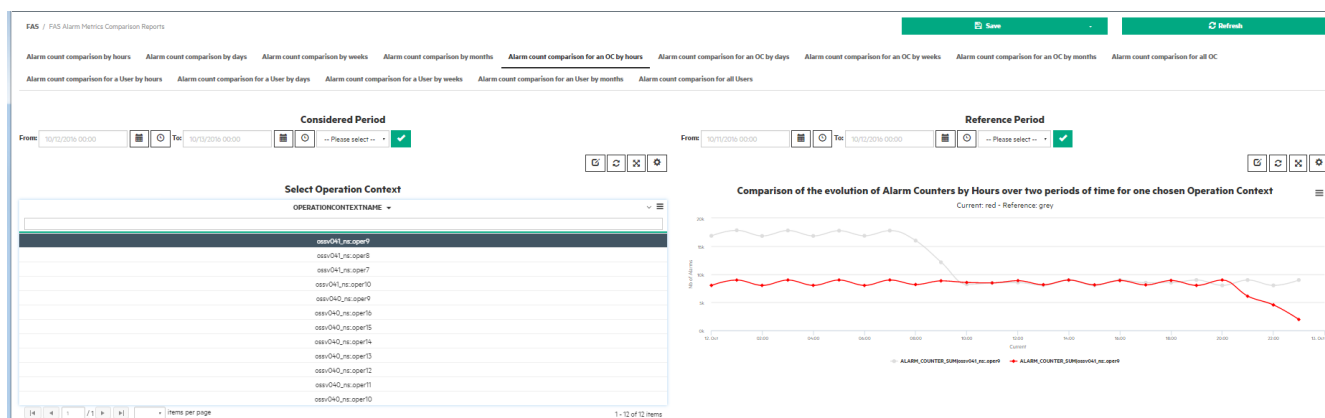 FAS / FAS Alarm Metrics Comparison Reports
Save
Refresh
Alarm count comparison by hours Alarm count comparison by days Alarm count comparison by weeks Alarm count comparison by months Alarm count comparison for an OC by hours Alarm count comparison for an OC by days Alarm count comparison for an OC by weeks Alarm count comparison for an OC by months Alarm count comparison for all OC
Alarm count comparison for a User by hours Alarm count comparison for a User by days Alarm count comparison for a User by weeks Alarm count comparison for an User by months Alarm count comparison for all Users
Considered Period
From: 10/12/2016 00:00 To: 10/13/2016 00:00 -- Please select --
Reference Period
From: 10/11/2016 00:00 To: 10/12/2016 00:00 -- Please select --
Select Operation Context
OPERATIONCONTEXTNAME
ossv041_ns:.oper9
ossv041_ns:.oper8
ossv041_ns:.oper7
ossv041_ns:.oper10
ossv040_ns:.oper9
ossv040_ns:.oper16
ossv040_ns:.oper15
ossv040_ns:.oper14
ossv040_ns:.oper13
ossv040_ns:.oper12
ossv040_ns:.oper11
ossv040_ns:.oper10
1 / 1 items per page
1 - 12 of 12 items
Comparison of the evolution of Alarm Counters by Hours over two periods of time for one chosen Operation Context
Current: red - Reference: grey
20k
15k
10k
5k
0k
Nb of Alarms
12. Oct 02:00 04:00 06:00 08:00 10:00 12:00 14:00 16:00 18:00 20:00 22:00 13. Oct
Current
ALARM_COUNTER_SUM|ossv041_ns:.oper9 ALARM_COUNTER_SUM|ossv041_ns:.oper9